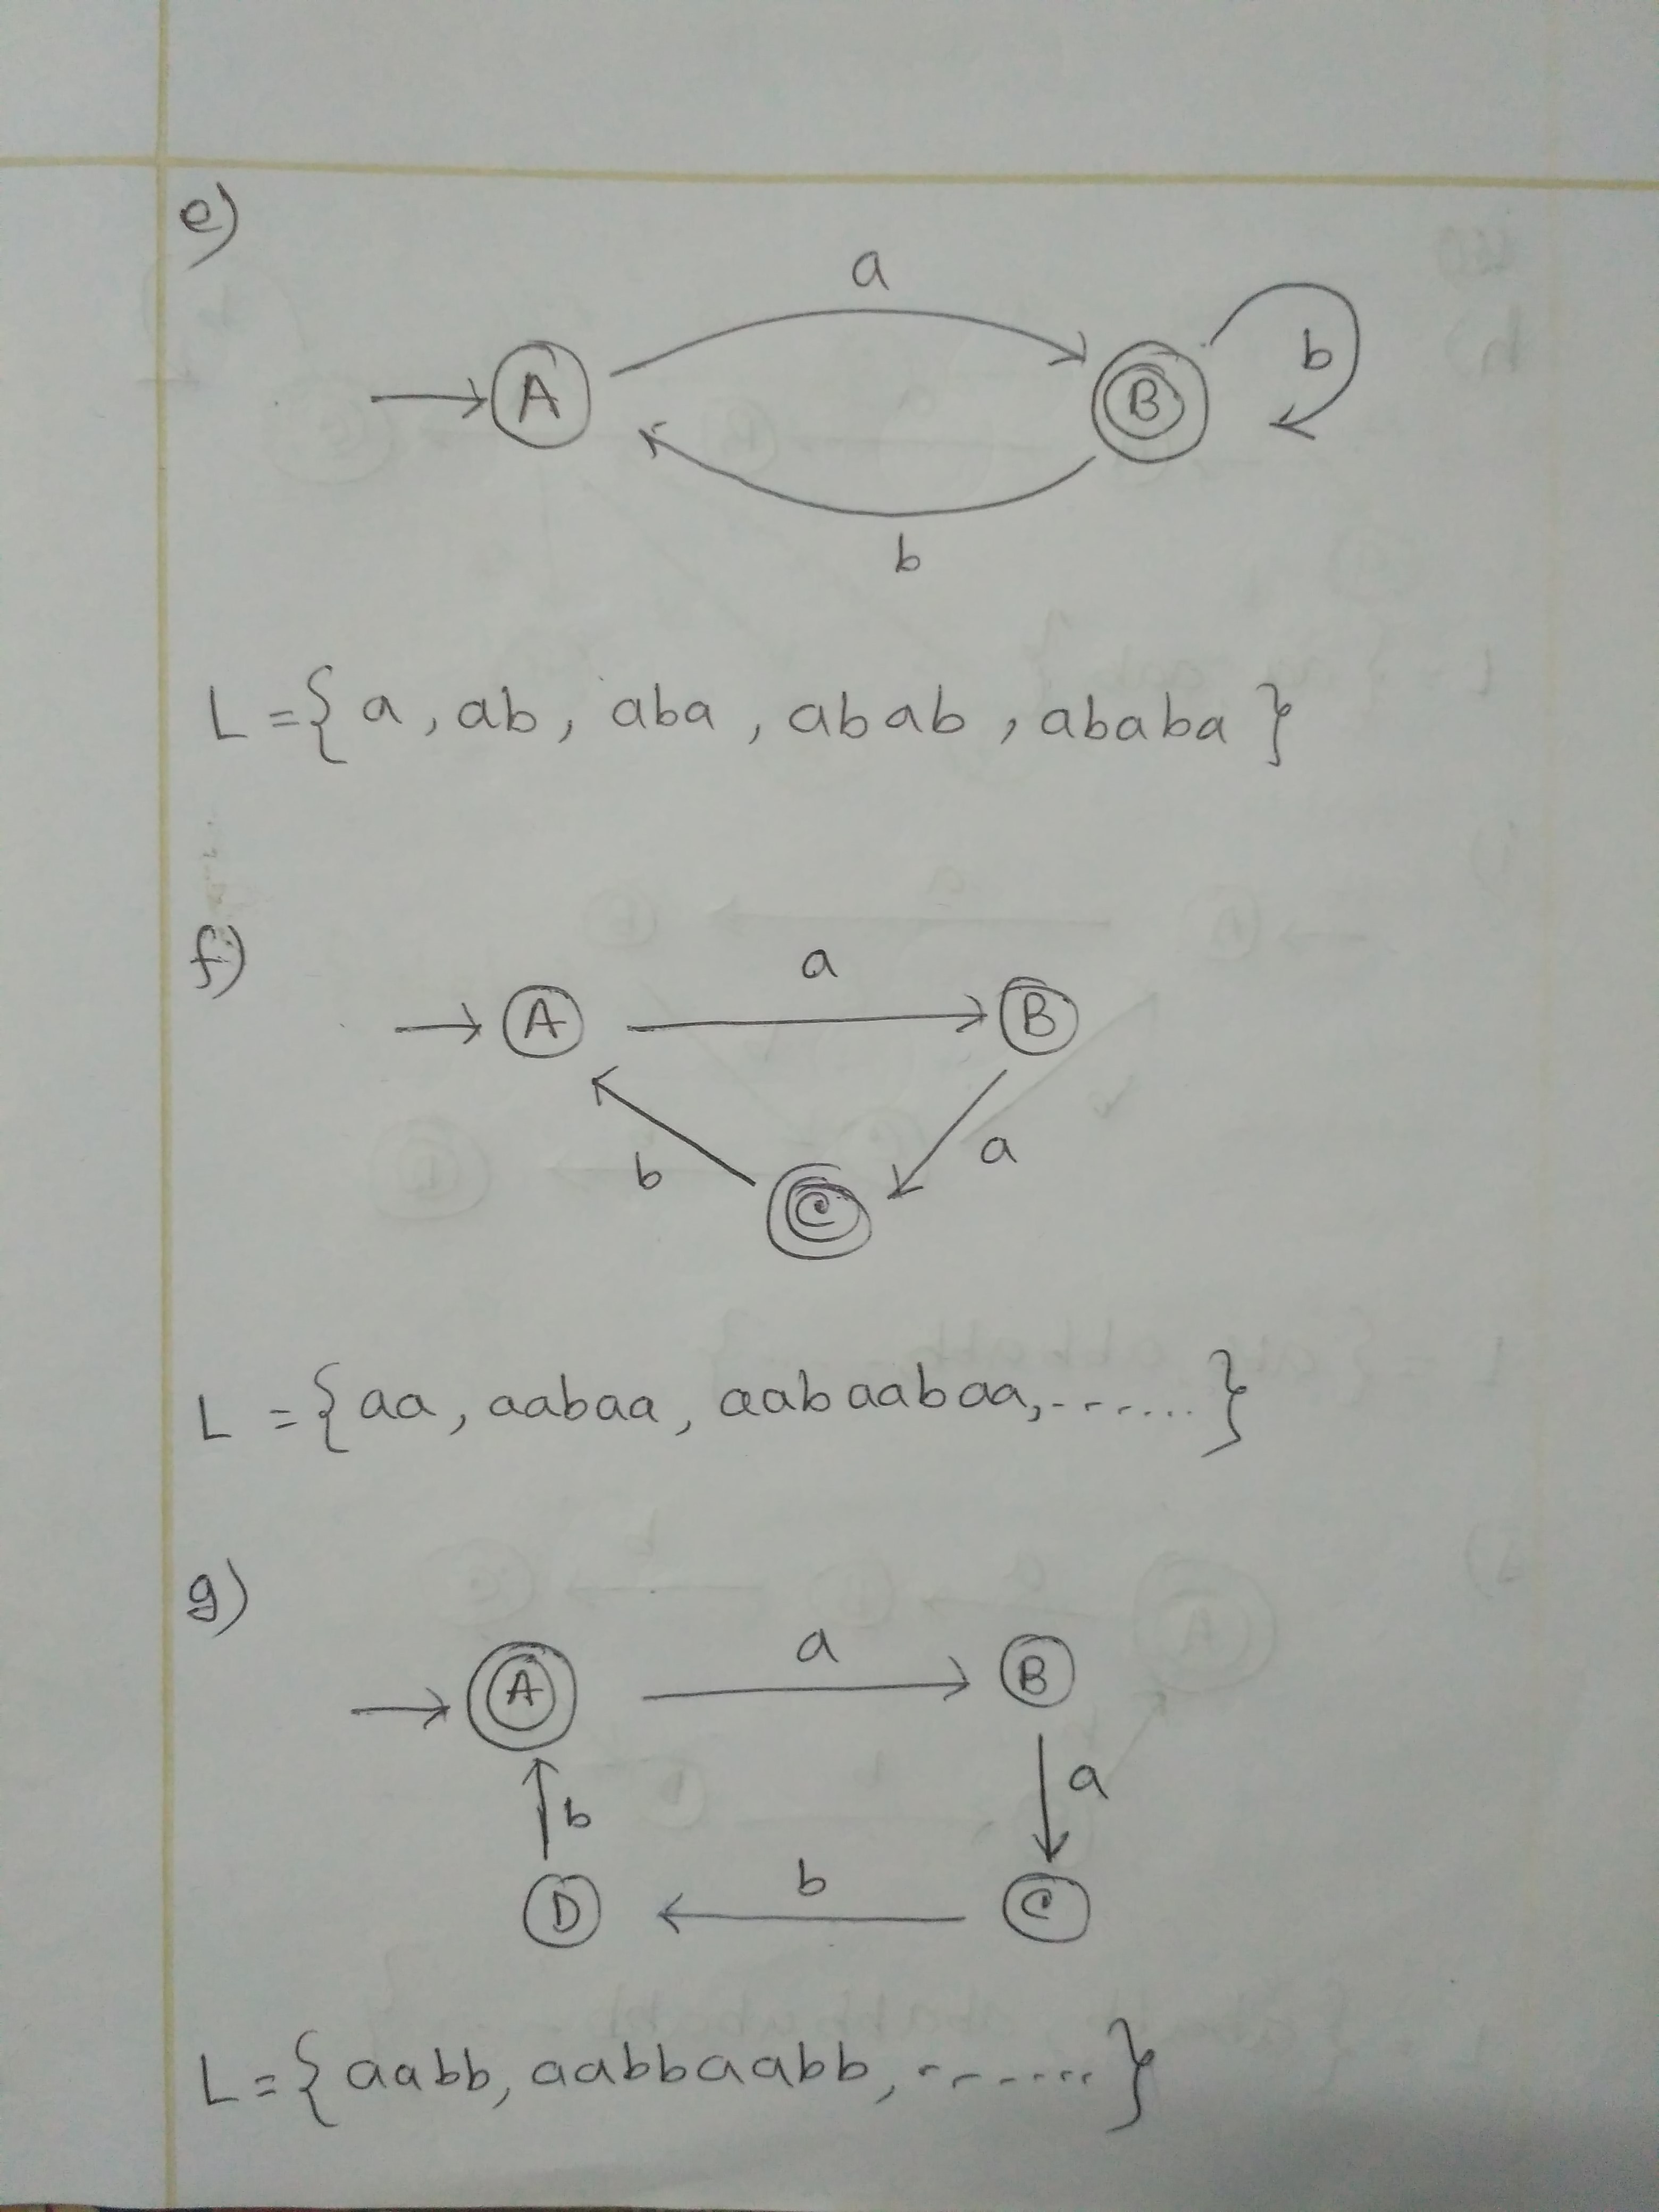 e)
a
A B b
b
L = { a , ab , aba , abab , ababa }
f)
a
A B
b a
C
L = { aa , aabaa , aabaabaa , ....... }
g)
a
A B
b a
b
D C
L = { aabb , aabbaabb , ....... }